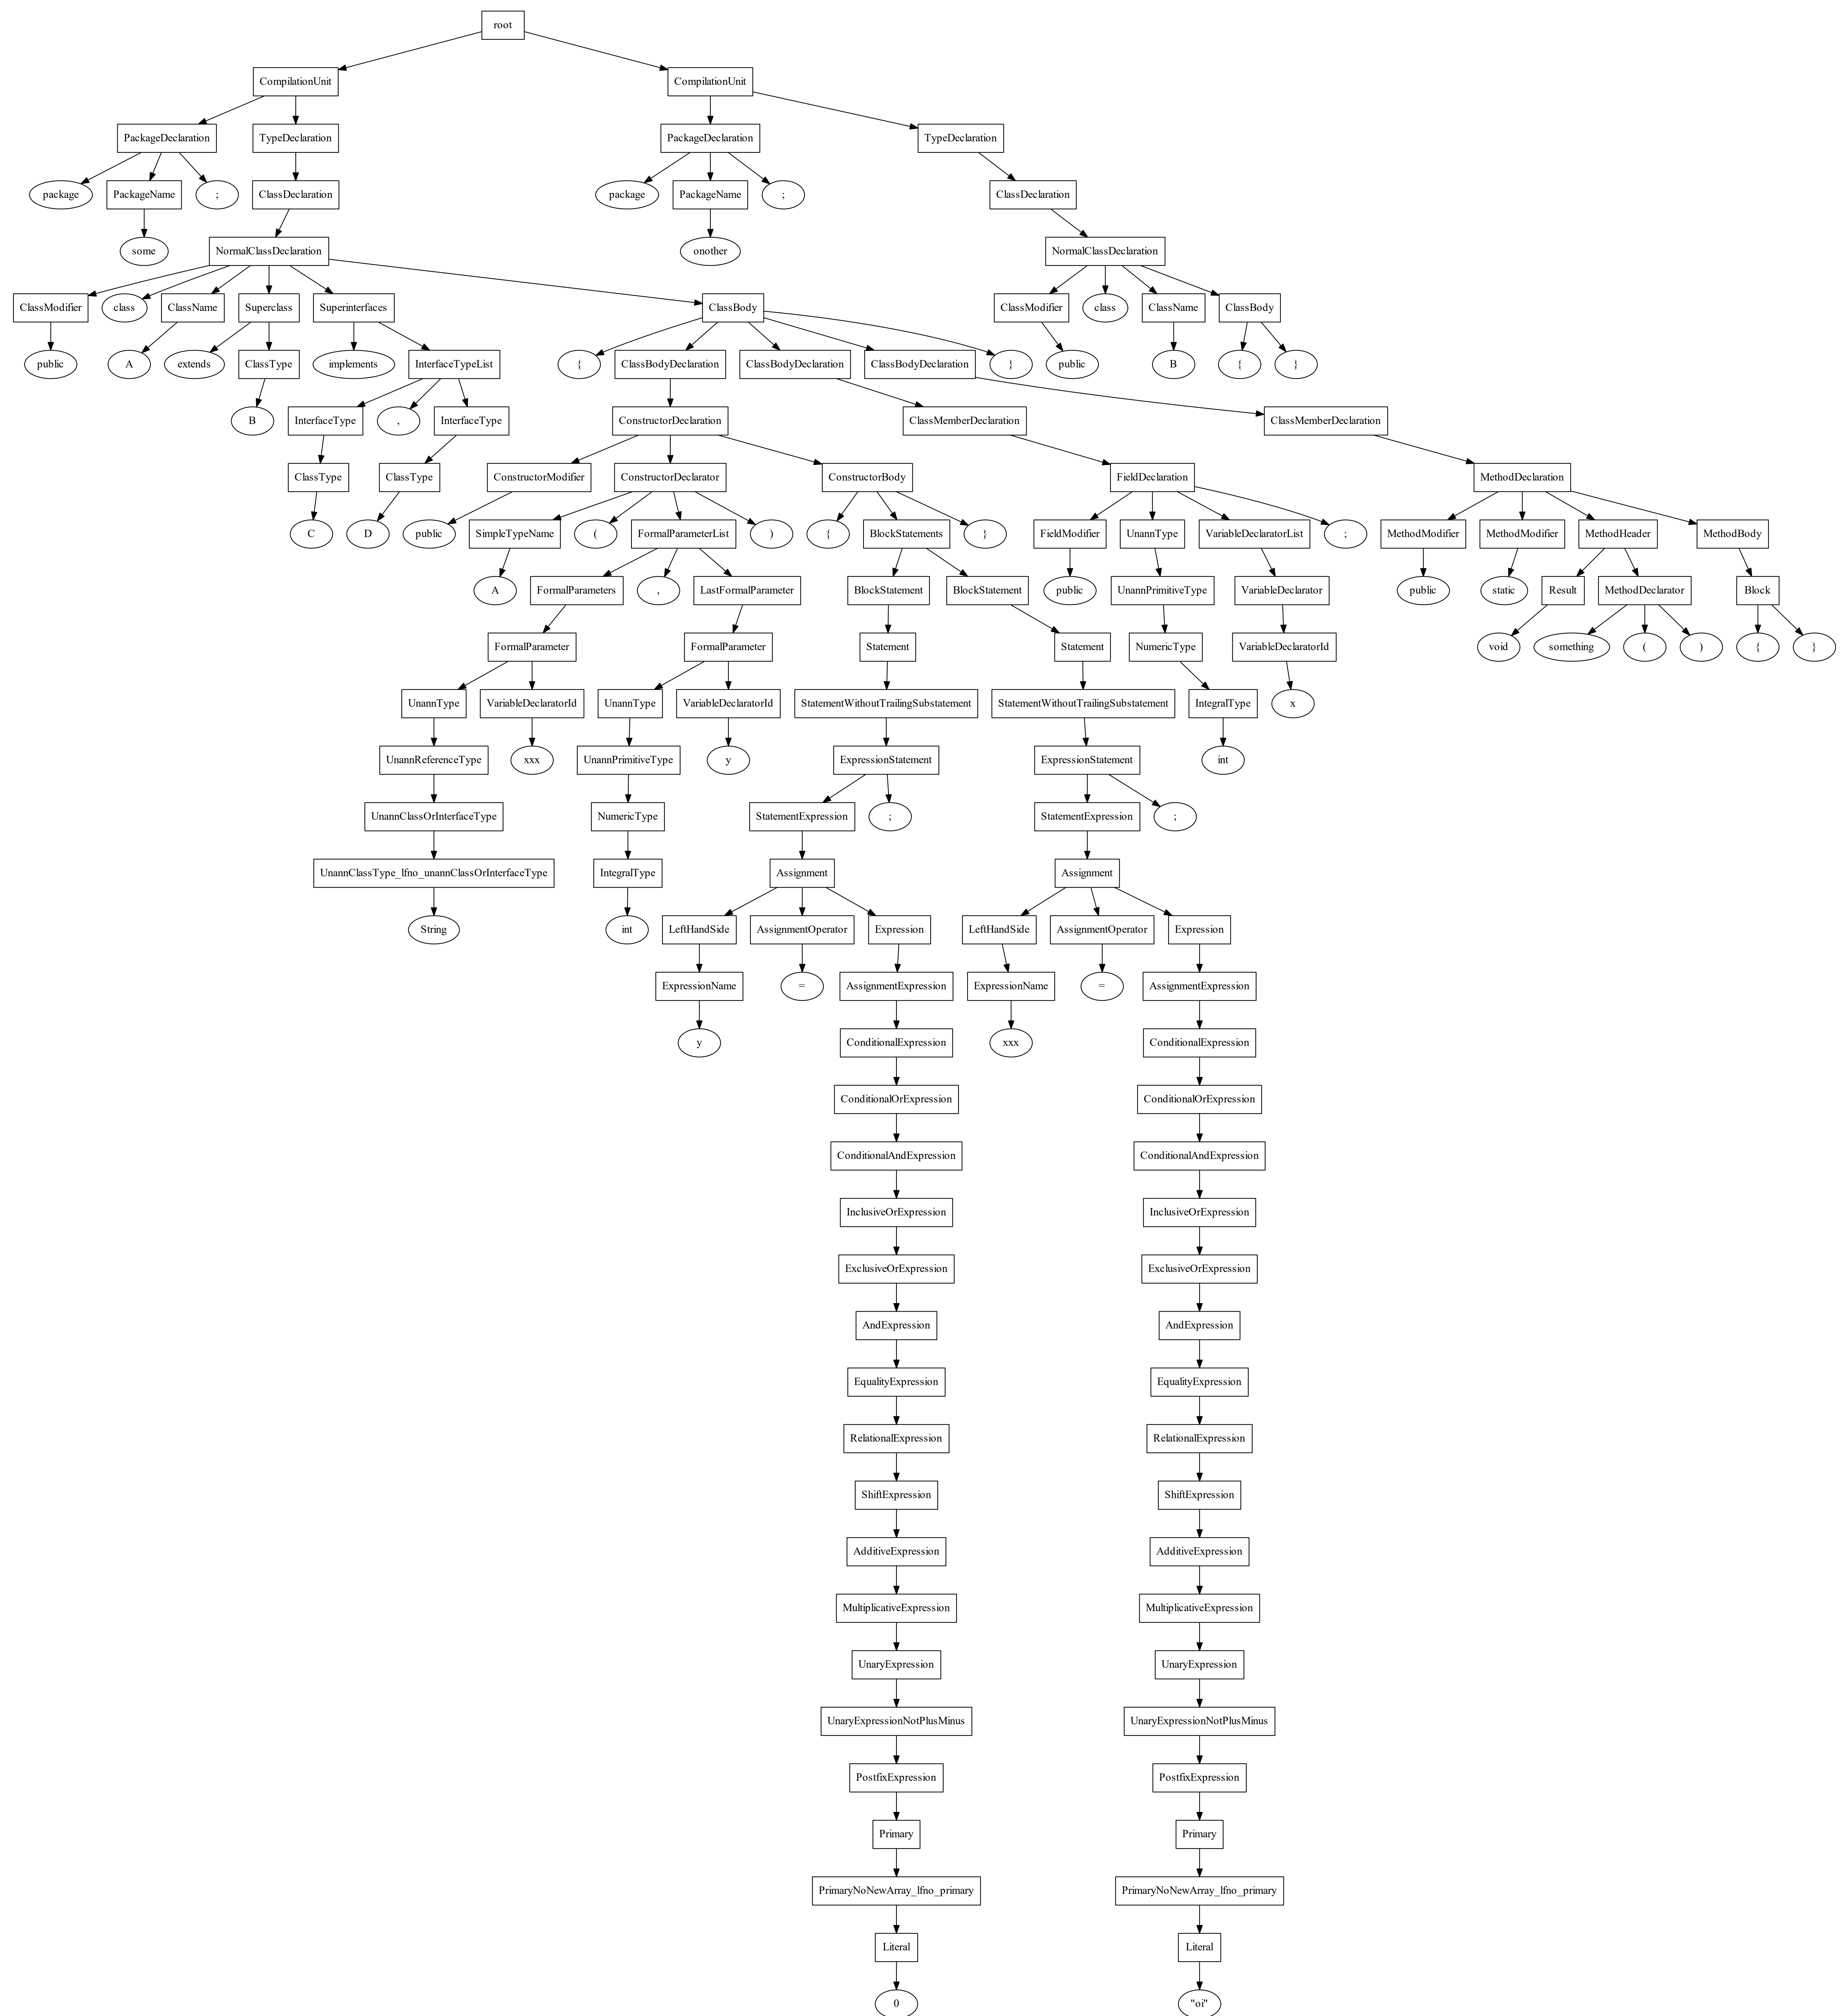 root
CompilationUnit CompilationUnit
PackageDeclaration TypeDeclaration PackageDeclaration TypeDeclaration
package PackageName ; ClassDeclaration package PackageName ; ClassDeclaration
some NormalClassDeclaration onother NormalClassDeclaration
ClassModifier class ClassName Superclass Superinterfaces ClassBody ClassModifier class ClassName ClassBody
public A extends ClassType implements InterfaceTypeList { ClassBodyDeclaration ClassBodyDeclaration ClassBodyDeclaration } public B { }
B InterfaceType , InterfaceType ConstructorDeclaration ClassMemberDeclaration ClassMemberDeclaration
ClassType ClassType ConstructorModifier ConstructorDeclarator ConstructorBody FieldDeclaration MethodDeclaration
C D public SimpleTypeName ( FormalParameterList ) { BlockStatements } FieldModifier UnannType VariableDeclaratorList ; MethodModifier MethodModifier MethodHeader MethodBody
A FormalParameters , LastFormalParameter BlockStatement BlockStatement public UnannPrimitiveType VariableDeclarator public static Result MethodDeclarator Block
FormalParameter FormalParameter Statement Statement NumericType VariableDeclaratorId void something ( ) { }
UnannType VariableDeclaratorId UnannType VariableDeclaratorId StatementWithoutTrailingSubstatement StatementWithoutTrailingSubstatement IntegralType x
UnannReferenceType xxx UnannPrimitiveType y ExpressionStatement ExpressionStatement int
UnannClassOrInterfaceType NumericType StatementExpression ; StatementExpression ;
UnannClassType_lfno_unannClassOrInterfaceType IntegralType Assignment Assignment
String int LeftHandSide AssignmentOperator Expression LeftHandSide AssignmentOperator Expression
ExpressionName = AssignmentExpression ExpressionName = AssignmentExpression
y ConditionalExpression xxx ConditionalExpression
ConditionalOrExpression ConditionalOrExpression
ConditionalAndExpression ConditionalAndExpression
InclusiveOrExpression InclusiveOrExpression
ExclusiveOrExpression ExclusiveOrExpression
AndExpression AndExpression
EqualityExpression EqualityExpression
RelationalExpression RelationalExpression
ShiftExpression ShiftExpression
AdditiveExpression AdditiveExpression
MultiplicativeExpression MultiplicativeExpression
UnaryExpression UnaryExpression
UnaryExpressionNotPlusMinus UnaryExpressionNotPlusMinus
PostfixExpression PostfixExpression
Primary Primary
PrimaryNoNewArray_lfno_primary PrimaryNoNewArray_lfno_primary
Literal Literal
0 "oi"